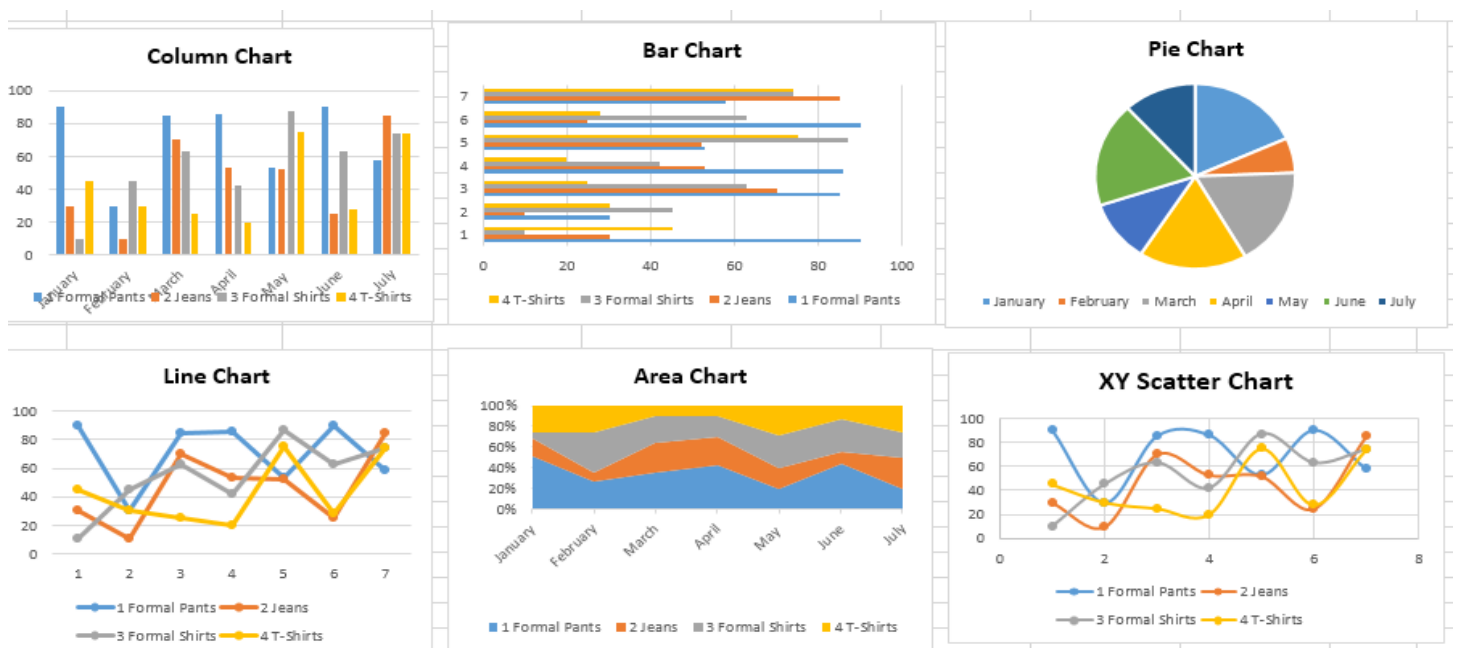 Column Chart
100
80
60
40
20
0
January February March April May June July
1 Formal Pants 2 Jeans 3 Formal Shirts 4 T-Shirts
Bar Chart
7
6
5
4
3
2
1
0 20 40 60 80 100
4 T-Shirts 3 Formal Shirts 2 Jeans 1 Formal Pants
Pie Chart
January February March April May June July
Line Chart
100
80
60
40
20
0
1 2 3 4 5 6 7
1 Formal Pants 2 Jeans
3 Formal Shirts 4 T-Shirts
Area Chart
100%
80%
60%
40%
20%
0%
January February March April May June July
1 Formal Pants 2 Jeans 3 Formal Shirts 4 T-Shirts
XY Scatter Chart
100
80
60
40
20
0
0 2 4 6 8
1 Formal Pants 2 Jeans
3 Formal Shirts 4 T-Shirts